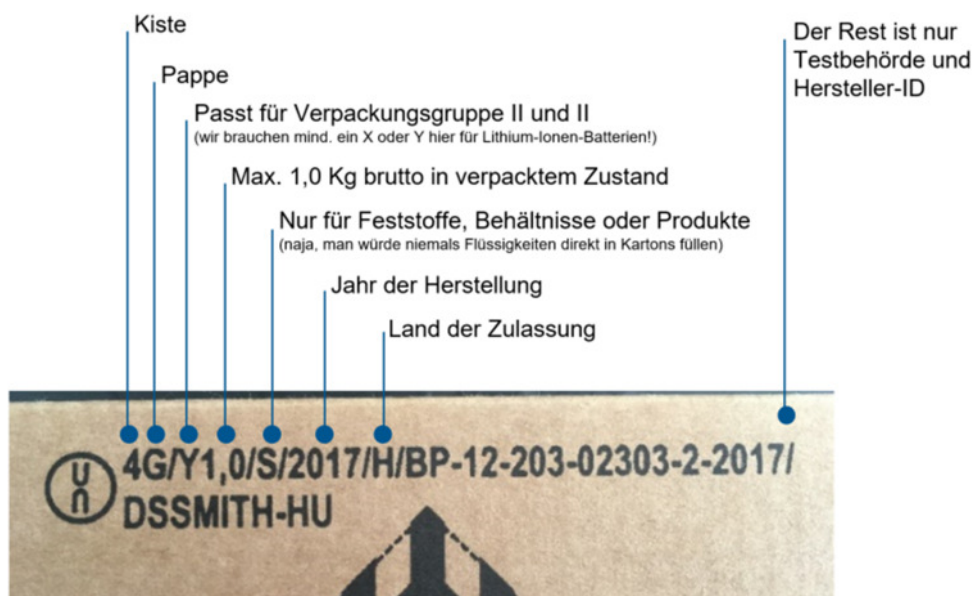 Kiste
Pappe
Passt für Verpackungsgruppe II und II
(wir brauchen mind. ein X oder Y hier für Lithium-Ionen-Batterien!)
Max. 1,0 Kg brutto in verpacktem Zustand
Nur für Feststoffe, Behältnisse oder Produkte
(naja, man würde niemals Flüssigkeiten direkt in Kartons füllen)
Jahr der Herstellung
Land der Zulassung
Der Rest ist nur
Testbehörde und
Hersteller-ID
un 4G/Y1,0/S/2017/H/BP-12-203-02303-2-2017/
DSSMITH-HU